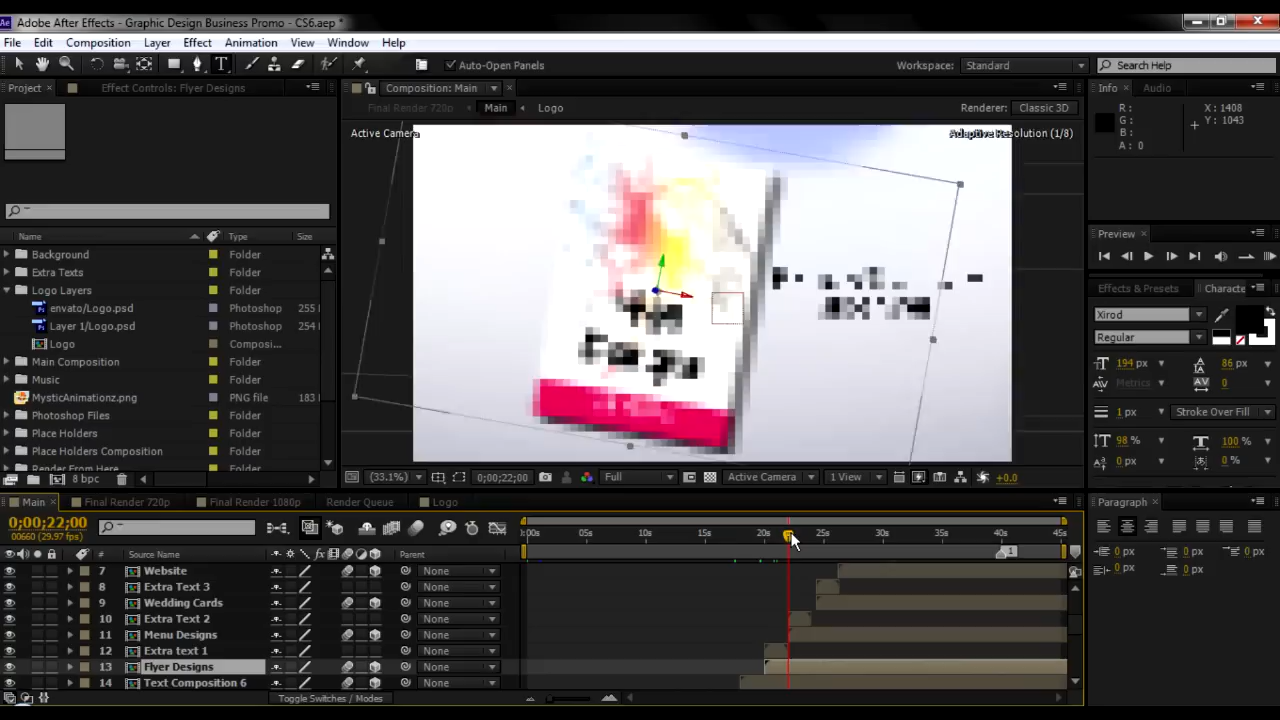 Adobe After Effects - Graphic Design Business Promo - CS6.aep *
File Edit Composition Layer Effect Animation View Window Help
Auto-Open Panels Workspace: Standard Search Help
Project Effect Controls: Flyer Designs Composition: Main Info Audio
Final Render 720p Main Logo Renderer: Classic 3D
R: X: 1408
G: Y: 1043
B:
A: 0
Active Camera Adaptive Resolution (1/8)
Name Type Size
Background Folder
Extra Texts Folder
Logo Layers Folder
envato/Logo.psd Photoshop 255
Layer 1/Logo.psd Photoshop 254
Logo Composi...
Main Composition Folder
Music Folder
MysticAnimationz.png PNG file 183
Photoshop Files Folder
Place Holders Folder
Place Holders Composition Folder
Render From Here Folder
8 bpc
Preview
Effects & Presets Characte
Xirod
Regular
194 px 86 px
Metrics 0
1 px Stroke Over Fill
98 % 100 %
0 px 0 %
(33.1%) 0;00;22;00 Full Active Camera 1 View +0.0
Main Final Render 720p Final Render 1080p Render Queue Logo
0;00;22;00
00660 (29.97 fps)
:00s 05s 10s 15s 20s 25s 30s 35s 40s 45s
1
# Source Name Parent
7 Website None
8 Extra Text 3 None
9 Wedding Cards None
10 Extra Text 2 None
11 Menu Designs None
12 Extra text 1 None
13 Flyer Designs None
14 Text Composition 6 None
Toggle Switches / Modes
Paragraph
0 px 0 px 0 px
0 px 0 px